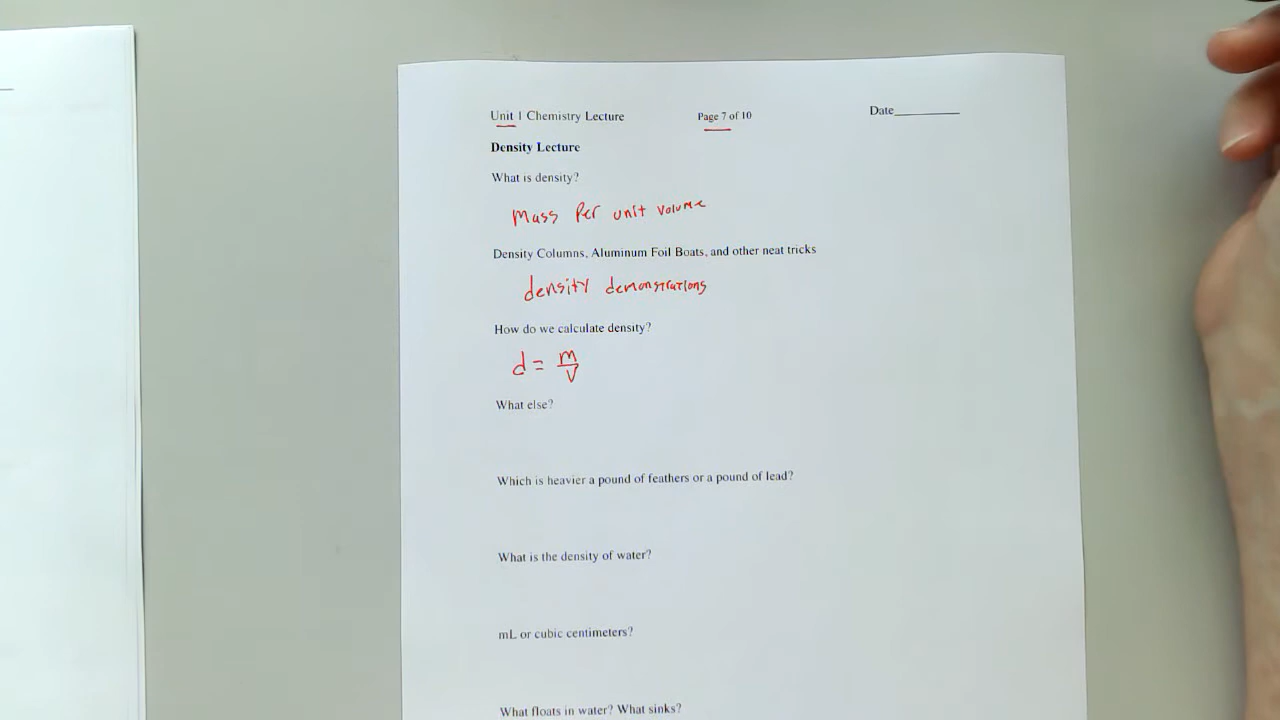 Unit 1 Chemistry Lecture Page 7 of 10 Date__________
Density Lecture
What is density?
Mass Per unit volume
Density Columns, Aluminum Foil Boats, and other neat tricks
density demonstrations
How do we calculate density?
d = m/v
What else?
Which is heavier a pound of feathers or a pound of lead?
What is the density of water?
mL or cubic centimeters?
What floats in water? What sinks?